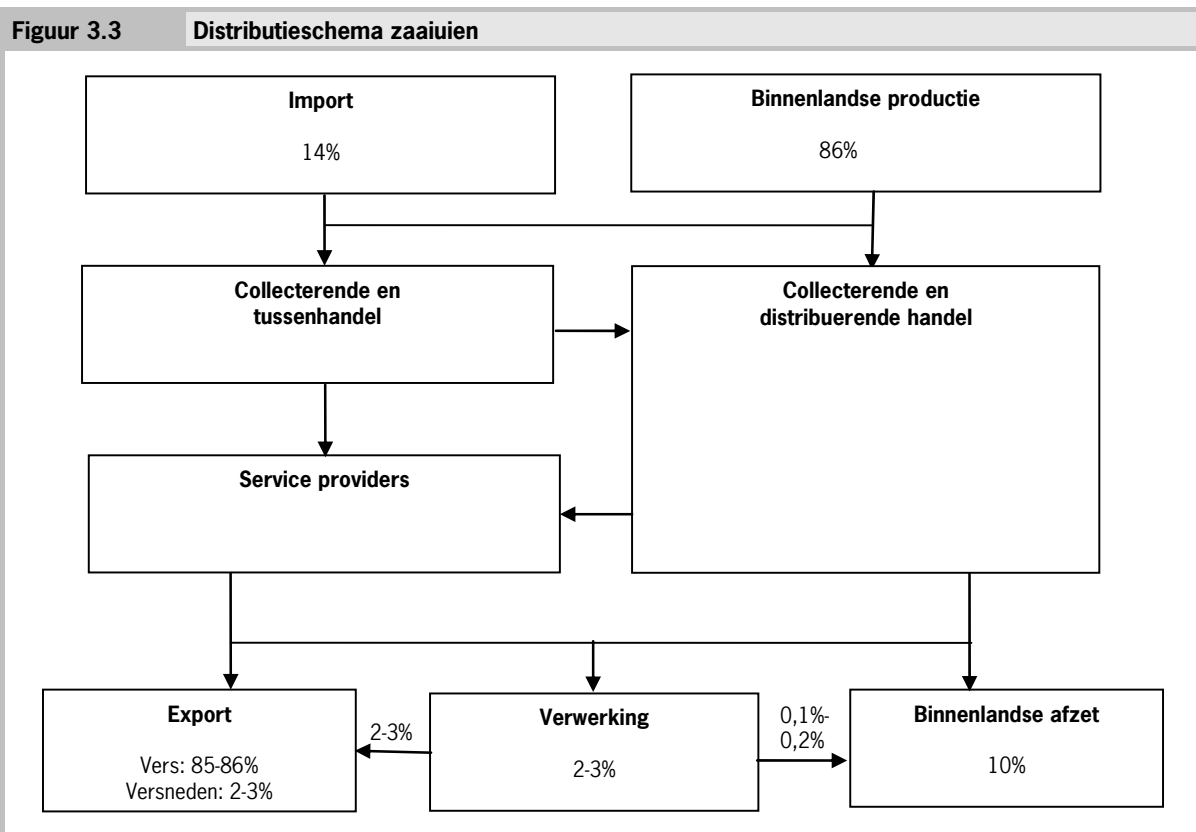 Figuur 3.3 Distributieschema zaaiuien
Import
14%
Binnenlandse productie
86%
Collecterende en
tussenhandel
Collecterende en
distribuerende handel
Service providers
Export
Vers: 85-86%
Versneden: 2-3%
2-3%
Verwerking
2-3%
0,1%-
0,2%
Binnenlandse afzet
10%